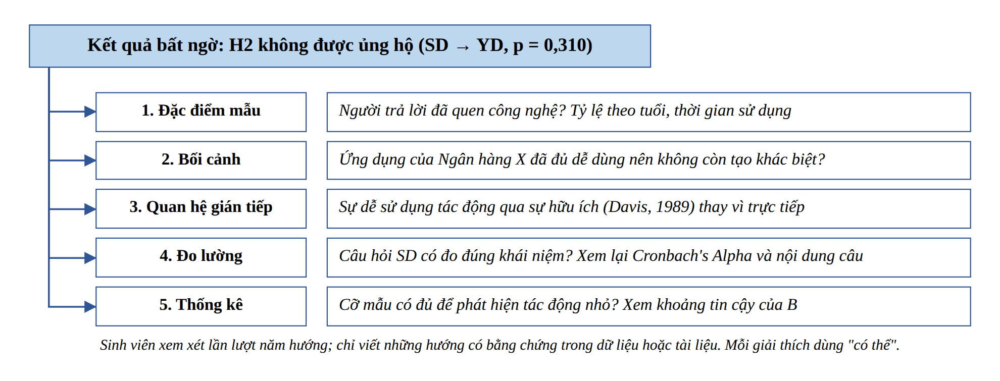 Kết quả bất ngờ: H2 không được ủng hộ (SD → YD, p = 0,310)
1. Đặc điểm mẫu
Người trả lời đã quen công nghệ? Tỷ lệ theo tuổi, thời gian sử dụng
2. Bối cảnh
Ứng dụng của Ngân hàng X đã đủ dễ dùng nên không còn tạo khác biệt?
3. Quan hệ gián tiếp
Sự dễ sử dụng tác động qua sự hữu ích (Davis, 1989) thay vì trực tiếp
4. Đo lường
Câu hỏi SD có đo đúng khái niệm? Xem lại Cronbach's Alpha và nội dung câu
5. Thống kê
Cỡ mẫu có đủ để phát hiện tác động nhỏ? Xem khoảng tin cậy của B
Sinh viên xem xét lần lượt năm hướng; chỉ viết những hướng có bằng chứng trong dữ liệu hoặc tài liệu. Mỗi giải thích dùng "có thể".